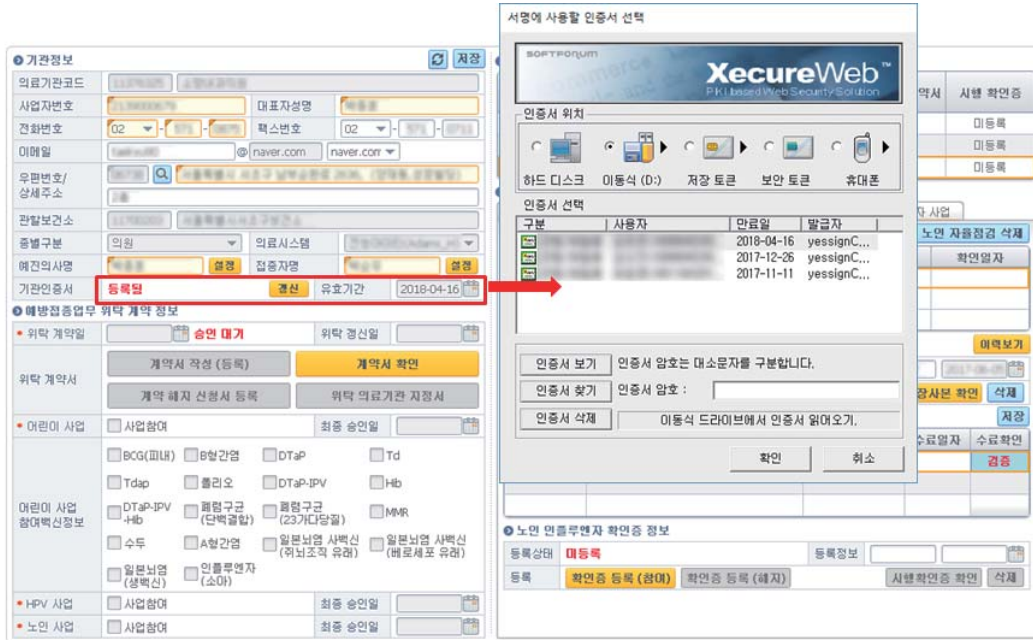 기관정보
저장
의료기관코드
사업자번호 대표자성명
전화번호 02 팩스번호 02
이메일 @ naver.com naver.com
우편번호/
상세주소
2층
관할보건소
종별구분 의원 의료시스템
예진의사명 설정 접종자명 설정
기관인증서 등록됨 갱신 유효기간 2018-04-16
예방접종업무 위탁 계약 정보
위탁 계약일 승인 대기 위탁 갱신일
위탁 계약서
계약서 작성 (등록) 계약서 확인
계약 해지 신청서 등록 위탁 의료기관 지정서
어린이 사업 사업참여 최종 승인일
어린이 사업
참여백신정보
BCG(피내) B형간염 DTaP Td
Tdap 폴리오 DTaP-IPV Hib
DTaP-IPV
-Hib
폐렴구균
(단백결합)
폐렴구균
(23가다당질)
MMR
수두 A형간염
일본뇌염 사백신
(쥐뇌조직 유래)
일본뇌염 사백신
(베로세포 유래)
일본뇌염
(생백신)
인플루엔자
(소아)
HPV 사업 사업참여 최종 승인일
노인 사업 사업참여 최종 승인일
서명에 사용할 인증서 선택
SOFTFORUM
XecureWeb™
PKI based Web Security Solution
인증서 위치
하드 디스크 이동식 (D:) 저장 토큰 보안 토큰 휴대폰
인증서 선택
구분 사용자 만료일 발급자
2018-04-16 yessignC...
2017-12-26 yessignC...
2017-11-11 yessignC...
인증서 보기 인증서 암호는 대소문자를 구분합니다.
인증서 찾기 인증서 암호 :
인증서 삭제 이동식 드라이브에서 인증서 읽어오기.
확인 취소
약서 시행 확인증
미등록
미등록
미등록
자 사업
노인 자율점검 삭제
확인일자
이력보기
장사본 확인 삭제
저장
수료일자 수료확인
검증
노인 인플루엔자 확인증 정보
등록상태 미등록 등록정보
등록 확인증 등록 (참여) 확인증 등록 (해지) 시행확인증 확인 삭제